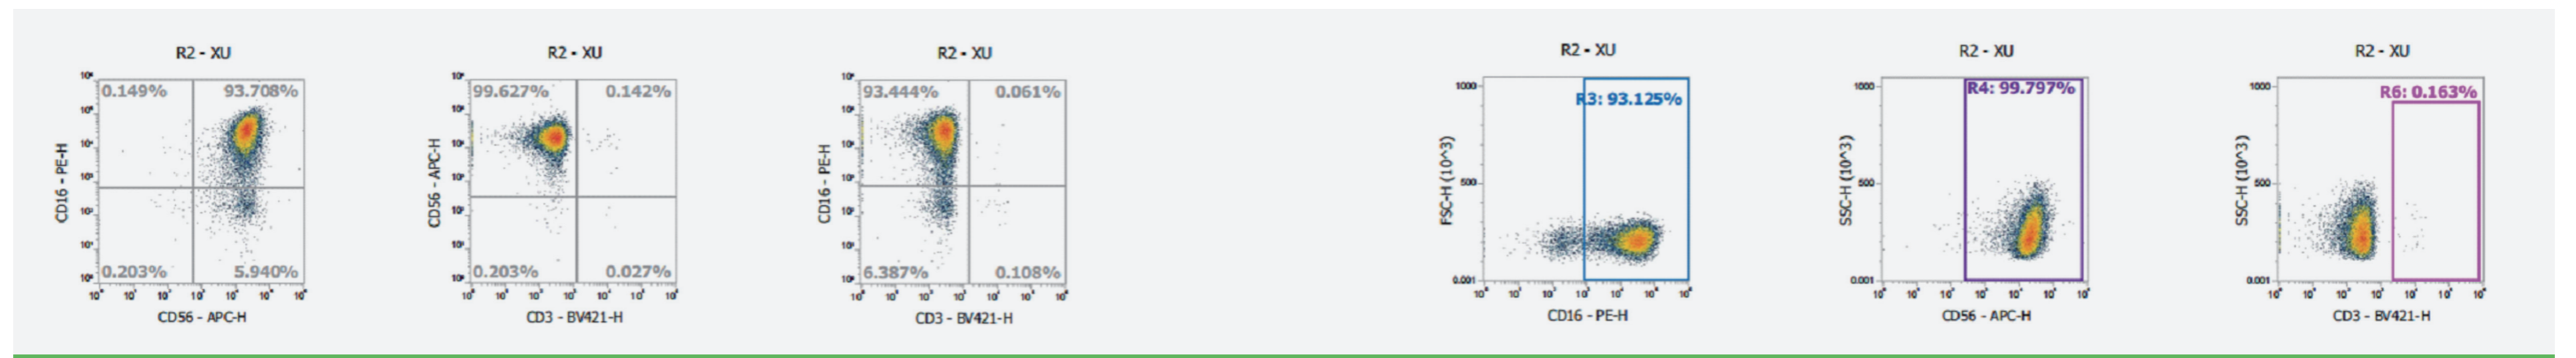 R2 - XU
0.149% 93.708%
0.203% 5.940%
CD16 - PE-H
CD56 - APC-H
R2 - XU
99.627% 0.142%
0.203% 0.027%
CD56 - APC-H
CD3 - BV421-H
R2 - XU
93.444% 0.061%
6.387% 0.108%
CD16 - PE-H
CD3 - BV421-H
R2 - XU
R3: 93.125%
1000
500
0.001
FSC-H (10^3)
CD16 - PE-H
R2 - XU
R4: 99.797%
1000
500
0.001
SSC-H (10^3)
CD56 - APC-H
R2 - XU
R6: 0.163%
1000
500
0.001
SSC-H (10^3)
CD3 - BV421-H